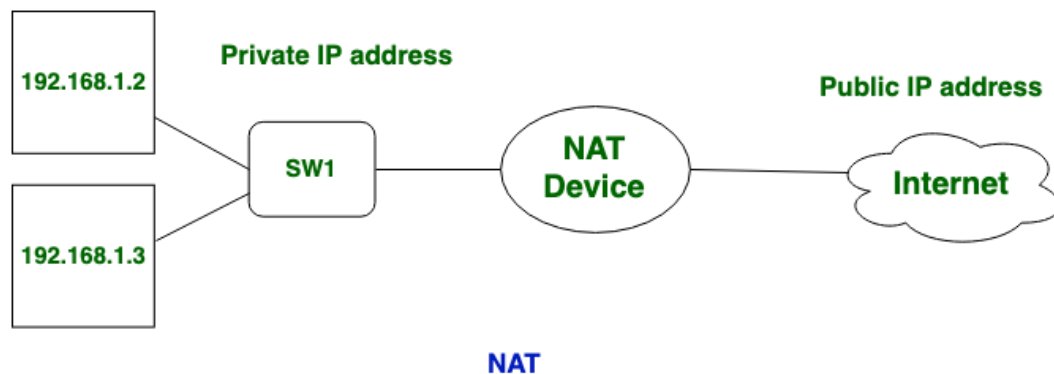 Private IP address
Public IP address
192.168.1.2
SW1
NAT
Device
Internet
192.168.1.3
NAT